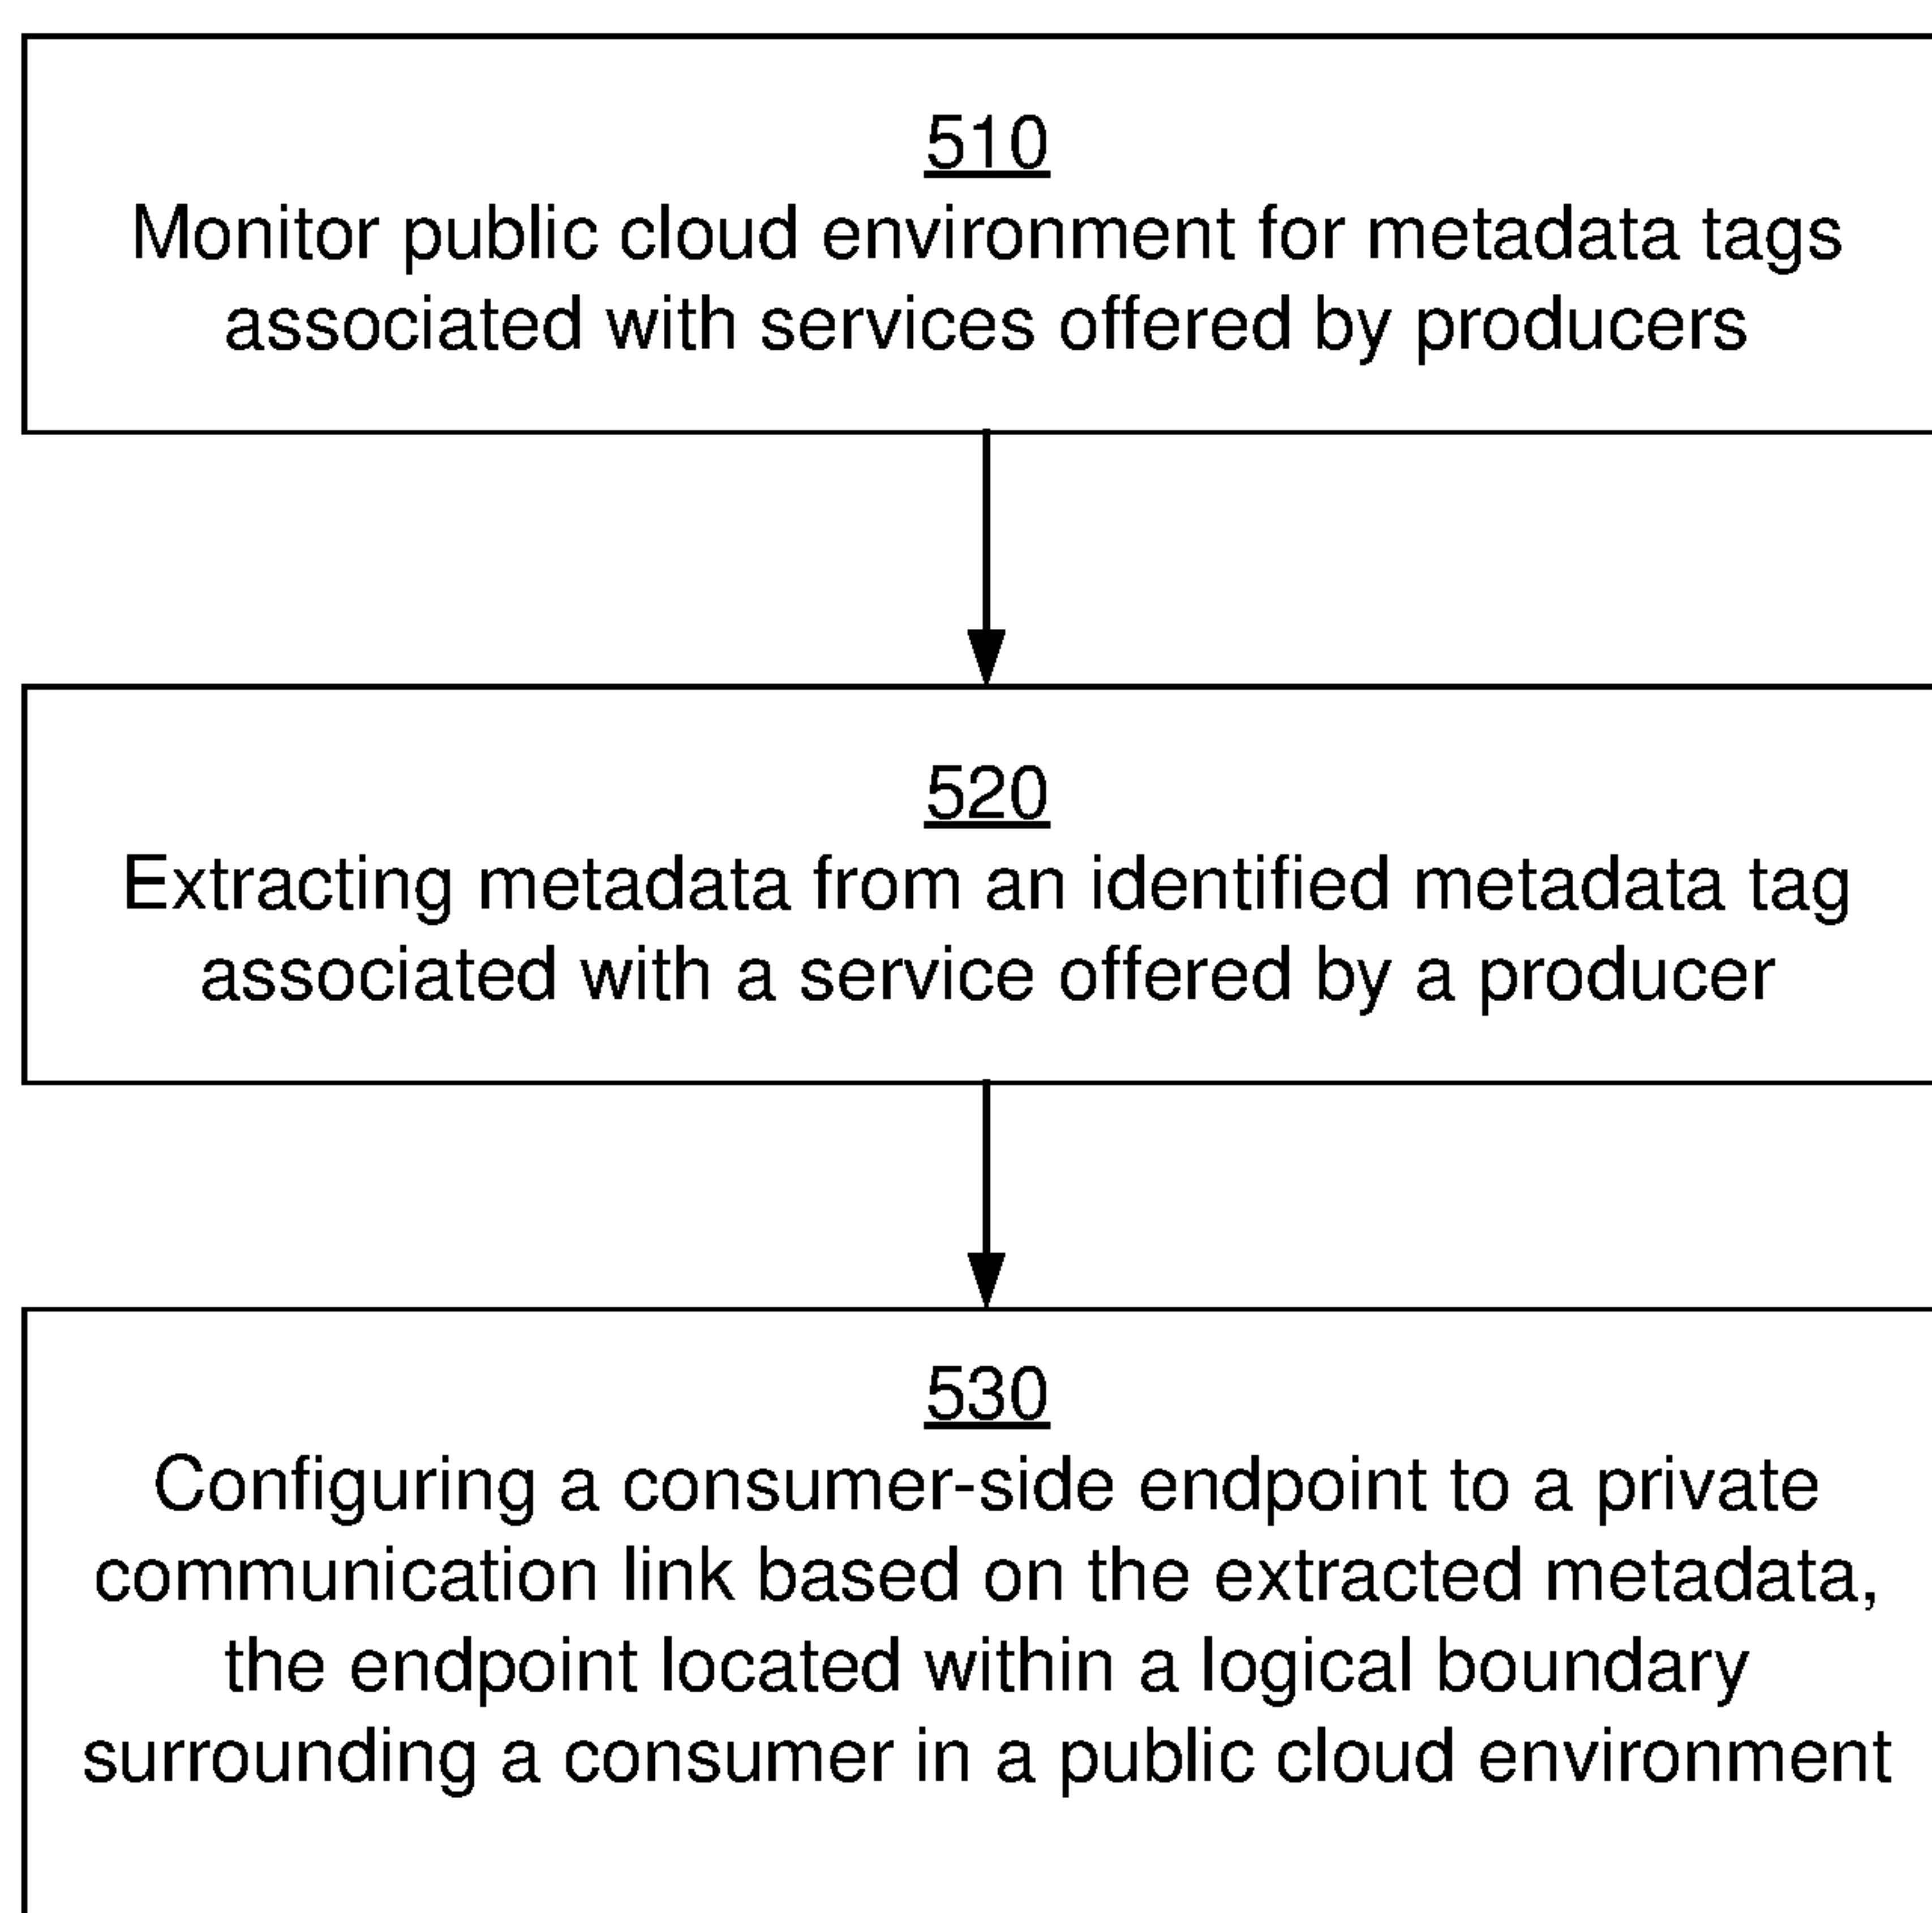 510
Monitor public cloud environment for metadata tags
associated with services offered by producers
520
Extracting metadata from an identified metadata tag
associated with a service offered by a producer
530
Configuring a consumer-side endpoint to a private
communication link based on the extracted metadata,
the endpoint located within a logical boundary
surrounding a consumer in a public cloud environment